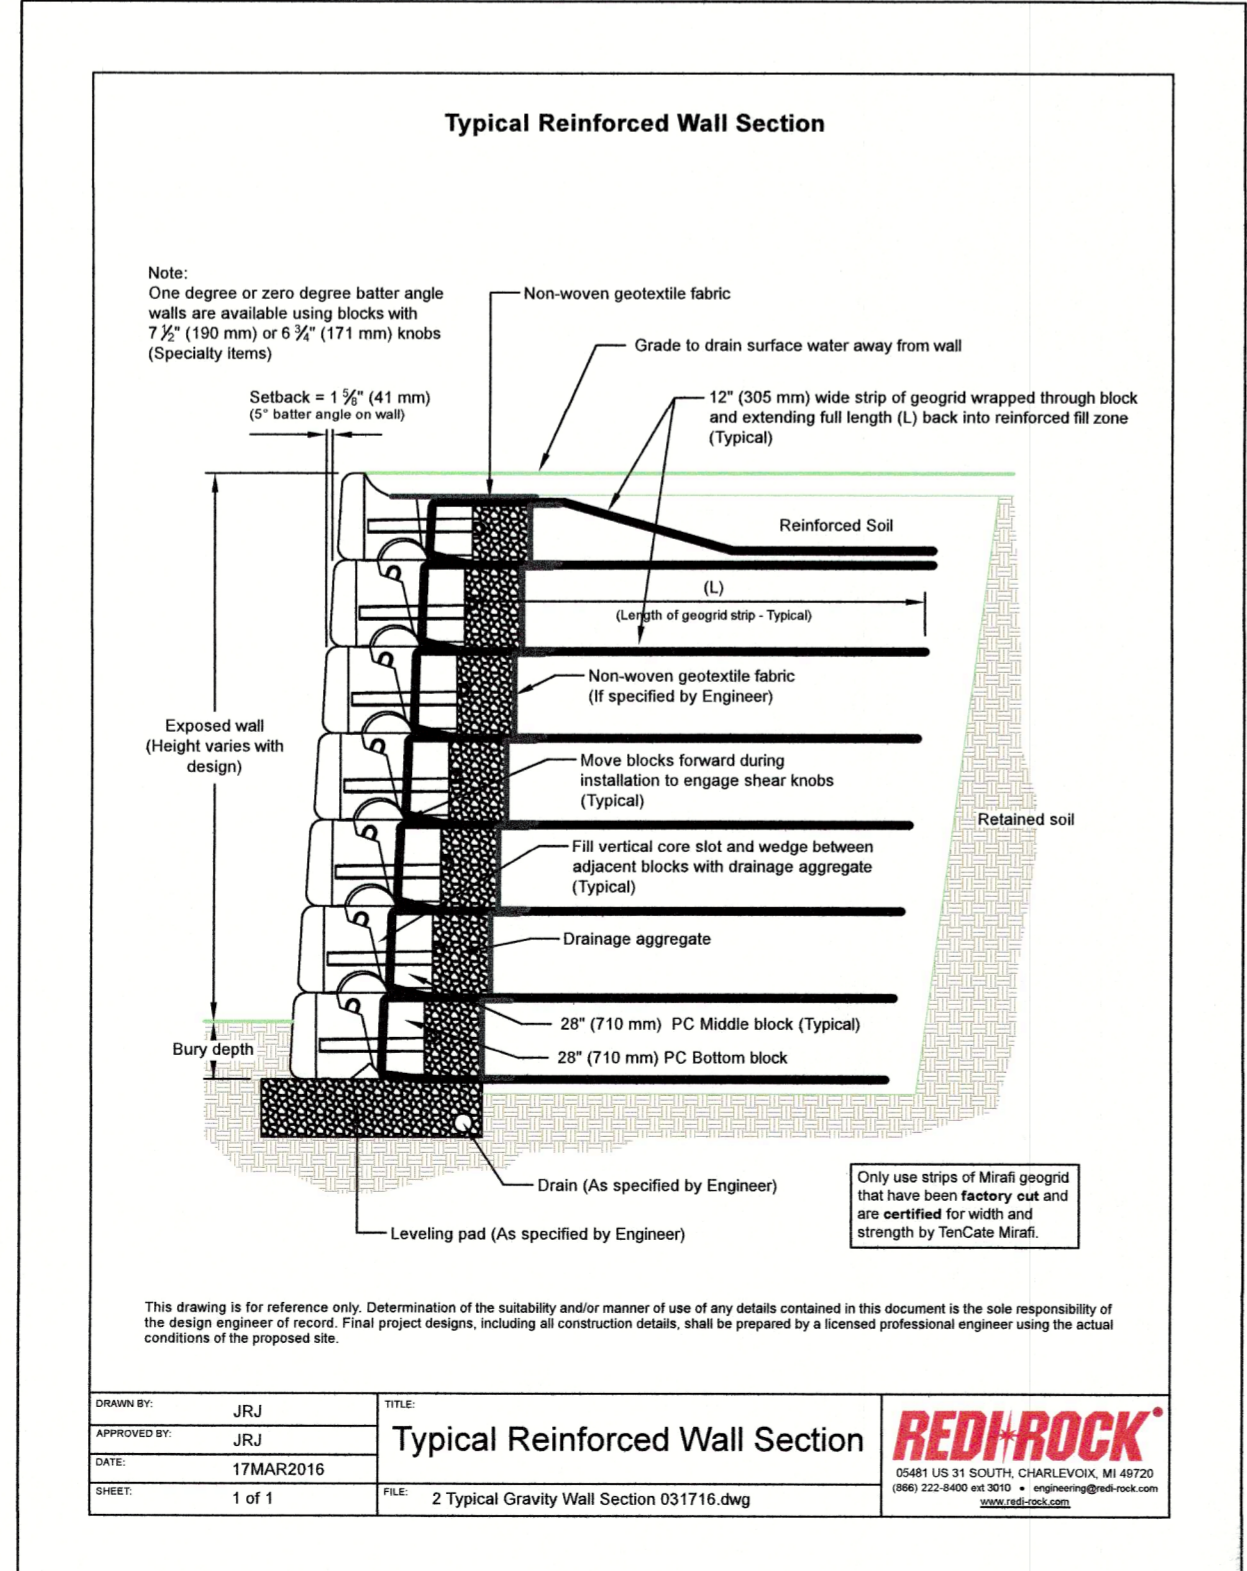 Typical Reinforced Wall Section
Note:
One degree or zero degree batter angle
walls are available using blocks with
7 ½" (190 mm) or 6 ¾" (171 mm) knobs
(Specialty items)
Non-woven geotextile fabric
Grade to drain surface water away from wall
Setback = 1 ⅝" (41 mm)
(5° batter angle on wall)
12" (305 mm) wide strip of geogrid wrapped through block
and extending full length (L) back into reinforced fill zone
(Typical)
Reinforced Soil
(L)
(Length of geogrid strip - Typical)
Non-woven geotextile fabric
(If specified by Engineer)
Exposed wall
(Height varies with
design)
Move blocks forward during
installation to engage shear knobs
(Typical)
Retained soil
Fill vertical core slot and wedge between
adjacent blocks with drainage aggregate
(Typical)
Drainage aggregate
28" (710 mm) PC Middle block (Typical)
Bury depth
28" (710 mm) PC Bottom block
Drain (As specified by Engineer)
Leveling pad (As specified by Engineer)
Only use strips of Mirafi geogrid
that have been factory cut and
are certified for width and
strength by TenCate Mirafi.
This drawing is for reference only. Determination of the suitability and/or manner of use of any details contained in this document is the sole responsibility of
the design engineer of record. Final project designs, including all construction details, shall be prepared by a licensed professional engineer using the actual
conditions of the proposed site.
DRAWN BY: JRJ
APPROVED BY: JRJ
DATE: 17MAR2016
SHEET: 1 of 1
TITLE:
Typical Reinforced Wall Section
FILE: 2 Typical Gravity Wall Section 031716.dwg
REDI-ROCK®
05481 US 31 SOUTH, CHARLEVOIX, MI 49720
(866) 222-8400 ext 3010 • engineering@redi-rock.com
www.redi-rock.com